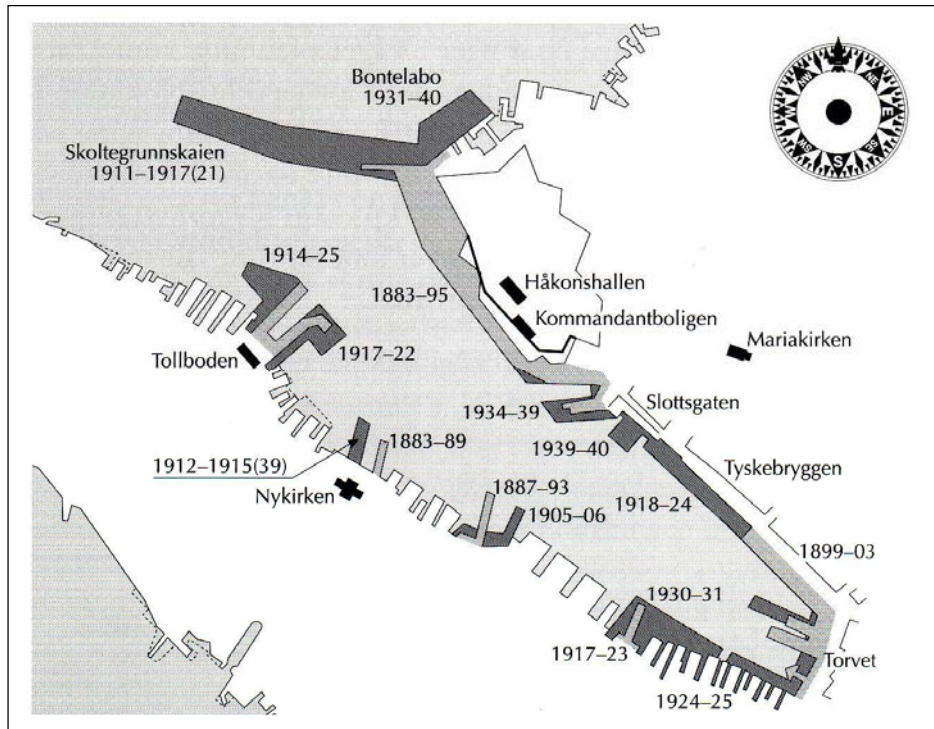 Bontelabo
1931–40
Skoltegrunnskaien
1911–1917(21)
1914–25
1883–95
Håkonshallen
Kommandantboligen
Mariakirken
Tollboden
1917–22
1934–39
Slottsgaten
1883–89
1939–40
Tyskebryggen
1912–1915(39)
Nykirken
1887–93
1905–06
1918–24
1899–03
1930–31
1917–23
Torvet
1924–25
NW
NE
W
E
SW
SE
S